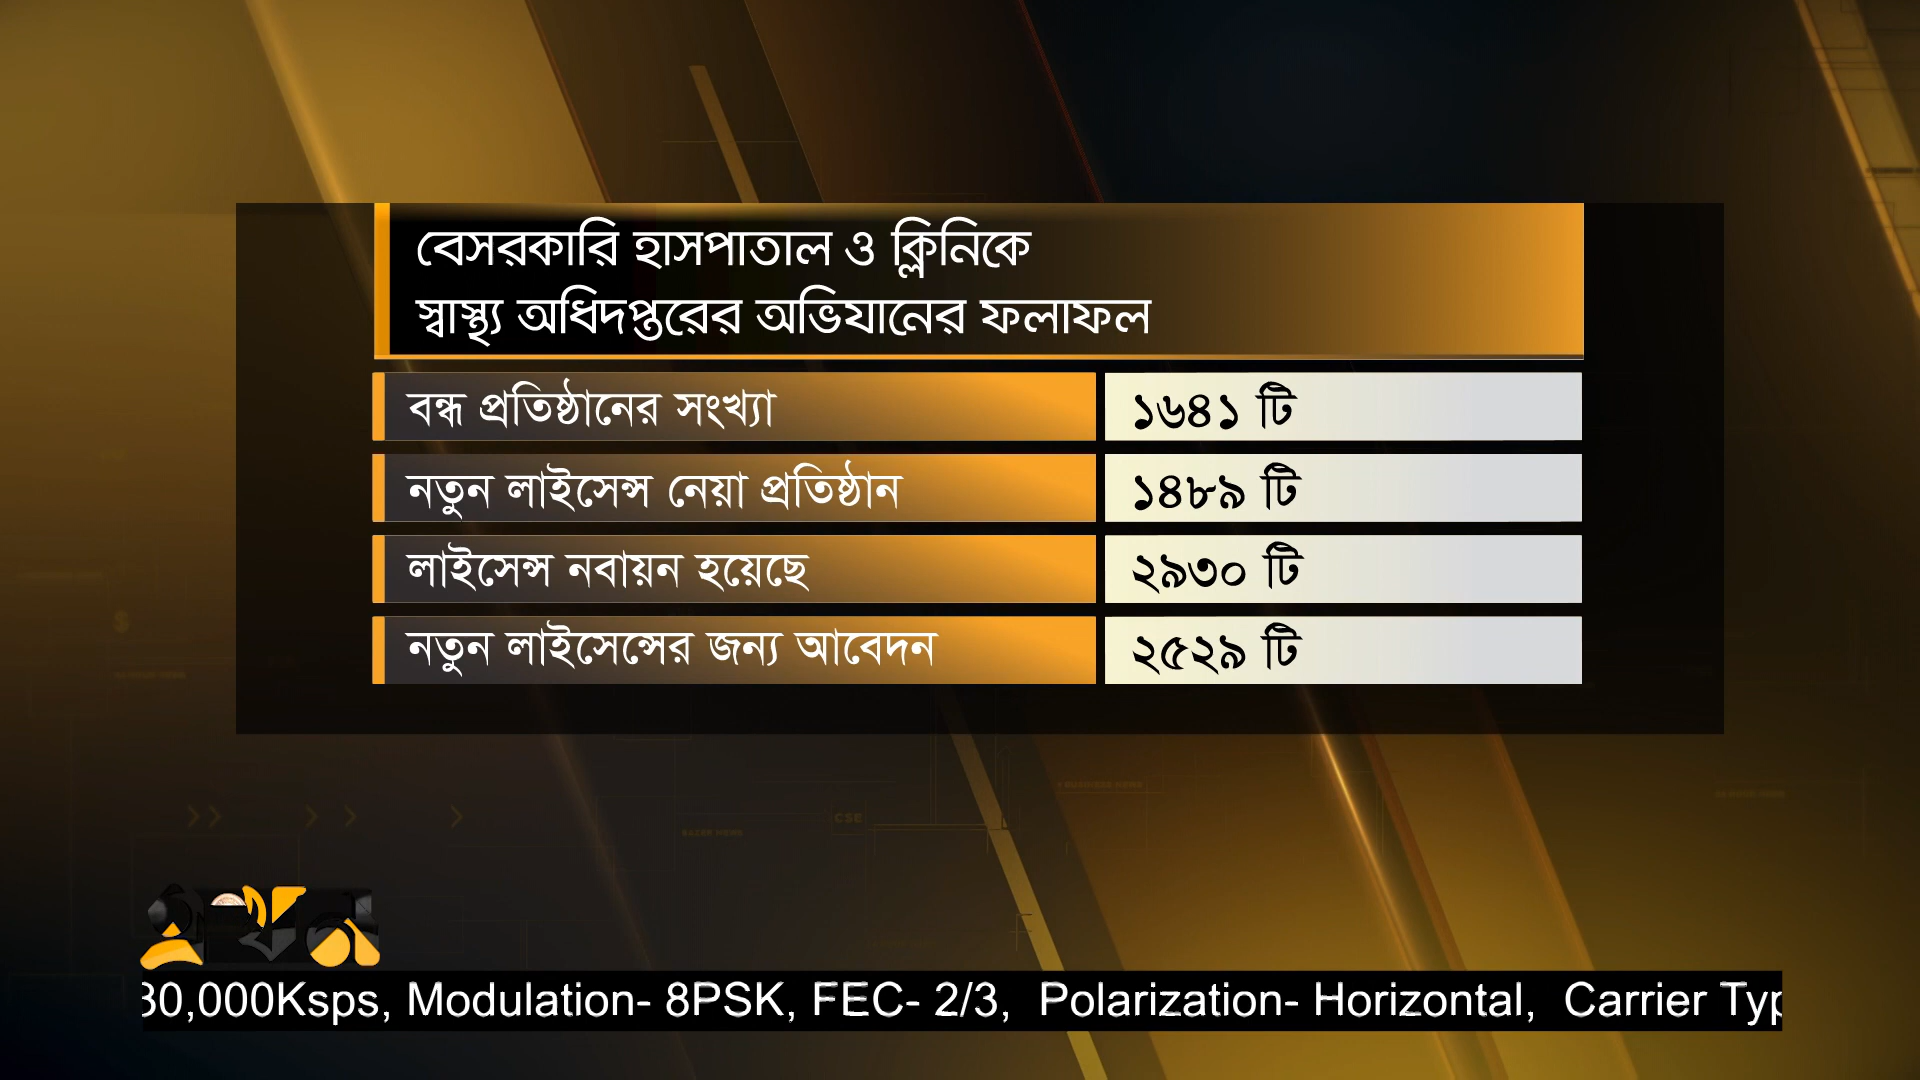 বেসরকারি হাসপাতাল ও ক্লিনিকে
স্বাস্থ্য অধিদপ্তরের অভিযানের ফলাফল
বন্ধ প্রতিষ্ঠানের সংখ্যা ১৬৪১ টি
নতুন লাইসেন্স নেয়া প্রতিষ্ঠান ১৪৮৯ টি
লাইসেন্স নবায়ন হয়েছে ২৯৩০ টি
নতুন লাইসেন্সের জন্য আবেদন ২৫২৯ টি
CSE
30,000Ksps, Modulation- 8PSK, FEC- 2/3, Polarization- Horizontal, Carrier Typ